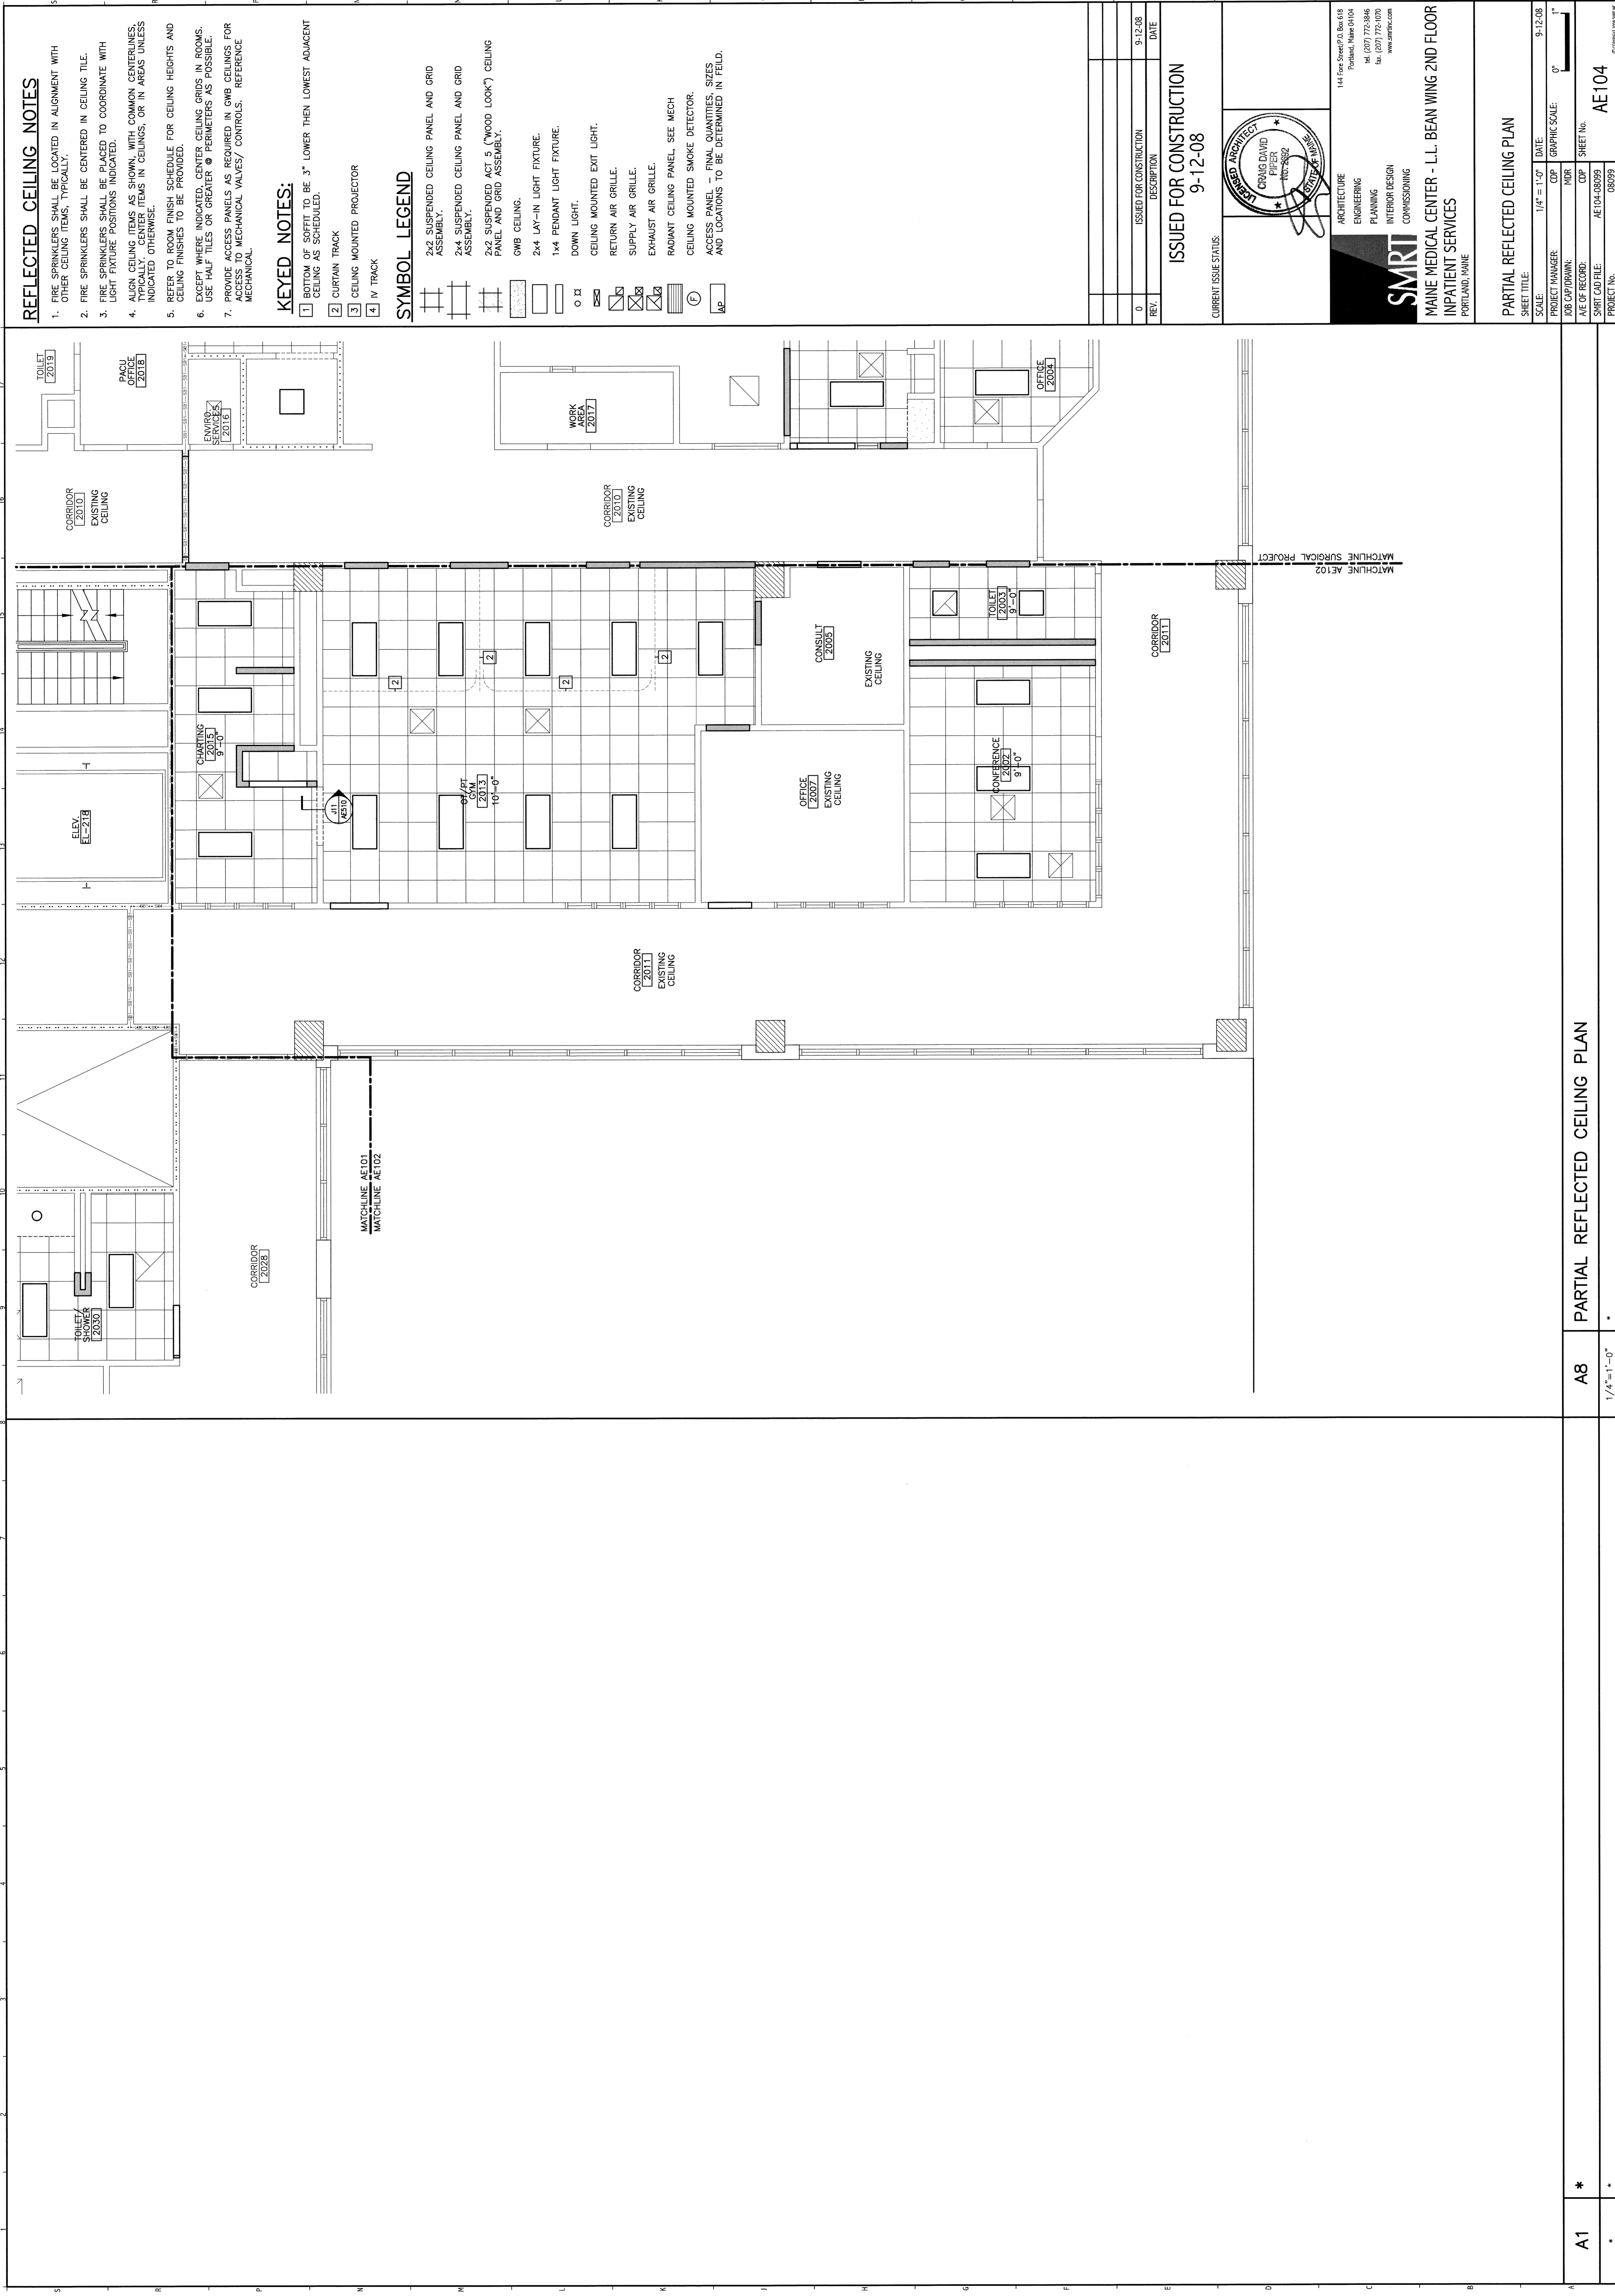 REFLECTED CEILING NOTES
1. FIRE SPRINKLERS SHALL BE LOCATED IN ALIGNMENT WITH
OTHER CEILING ITEMS, TYPICALLY.
2. FIRE SPRINKLERS SHALL BE CENTERED IN CEILING TILE.
3. FIRE SPRINKLERS SHALL BE PLACED TO COORDINATE WITH
LIGHT FIXTURE POSITIONS INDICATED.
4. ALIGN CEILING ITEMS AS SHOWN, WITH COMMON CENTERLINES,
TYPICALLY. CENTER ITEMS IN CEILINGS, OR IN AREAS UNLESS
INDICATED OTHERWISE.
5. REFER TO ROOM FINISH SCHEDULE FOR CEILING HEIGHTS AND
CEILING FINISHES TO BE PROVIDED.
6. EXCEPT WHERE INDICATED, CENTER CEILING GRIDS IN ROOMS.
USE HALF TILES OR GREATER @ PERIMETERS AS POSSIBLE.
7. PROVIDE ACCESS PANELS AS REQUIRED IN GWB CEILINGS FOR
ACCESS TO MECHANICAL VALVES/ CONTROLS. REFERENCE
MECHANICAL.
KEYED NOTES:
1 BOTTOM OF SOFFIT TO BE 3" LOWER THEN LOWEST ADJACENT
CEILING AS SCHEDULED.
2 CURTAIN TRACK
3 CEILING MOUNTED PROJECTOR
4 IV TRACK
SYMBOL LEGEND
2x2 SUSPENDED CEILING PANEL AND GRID
ASSEMBLY.
2x4 SUSPENDED CEILING PANEL AND GRID
ASSEMBLY.
2x2 SUSPENDED ACT 5 ("WOOD LOOK") CEILING
PANEL AND GRID ASSEMBLY.
GWB CEILING.
2x4 LAY-IN LIGHT FIXTURE.
1x4 PENDANT LIGHT FIXTURE.
DOWN LIGHT.
CEILING MOUNTED EXIT LIGHT.
RETURN AIR GRILLE.
SUPPLY AIR GRILLE.
EXHAUST AIR GRILLE.
RADIANT CEILING PANEL, SEE MECH
F CEILING MOUNTED SMOKE DETECTOR.
AP ACCESS PANEL - FINAL QUANTITIES, SIZES
AND LOCATIONS TO BE DETERMINED IN FEILD.
0 ISSUED FOR CONSTRUCTION 9-12-08
REV. DESCRIPTION DATE
ISSUED FOR CONSTRUCTION
9-12-08
CURRENT ISSUE STATUS:
LICENSED ARCHITECT
CRAIG DAVID
PIPER
No. 2692
STATE OF MAINE
SMRT
ARCHITECTURE
ENGINEERING
PLANNING
INTERIOR DESIGN
COMMISSIONING
144 Fore Street/P.O. Box 618
Portland, Maine 04104
tel. (207) 772-3846
fax. (207) 772-1070
www.smrtinc.com
MAINE MEDICAL CENTER - L.L. BEAN WING 2ND FLOOR
INPATIENT SERVICES
PORTLAND, MAINE
PARTIAL REFLECTED CEILING PLAN
SHEET TITLE:
SCALE: 1/4" = 1'-0" DATE: 9-12-08
PROJECT MANAGER: CDP GRAPHIC SCALE: 0" 1"
JOB CAP/DRAWN: MDR
A/E OF RECORD: CDP SHEET No.
SMRT CAD FILE: AE104-08099
PROJECT No. 08099 AE104
TOILET
2019
PACU
OFFICE
2018
ENVIRO.
SERVICES
2016
WORK
AREA
2017
OFFICE
2004
CORRIDOR
2010
EXISTING
CEILING
CORRIDOR
2010
EXISTING
CEILING
MATCHLINE SURGICAL PROJECT
MATCHLINE AE102
CHARTING
2015
9'-0"
2
2
2
2
CONSULT
2005
EXISTING
CEILING
TOILET
2003
9'-0"
CORRIDOR
2011
ELEV.
EL-218
J11
AE510
OT/PT
GYM
2013
10'-0"
OFFICE
2007
EXISTING
CEILING
CONFERENCE
2002
9'-0"
CORRIDOR
2011
EXISTING
CEILING
MATCHLINE AE101
MATCHLINE AE102
CORRIDOR
2028
TOILET/
SHOWER
2030
A8 PARTIAL REFLECTED CEILING PLAN
1/4"=1'-0" *
A1 *
* *